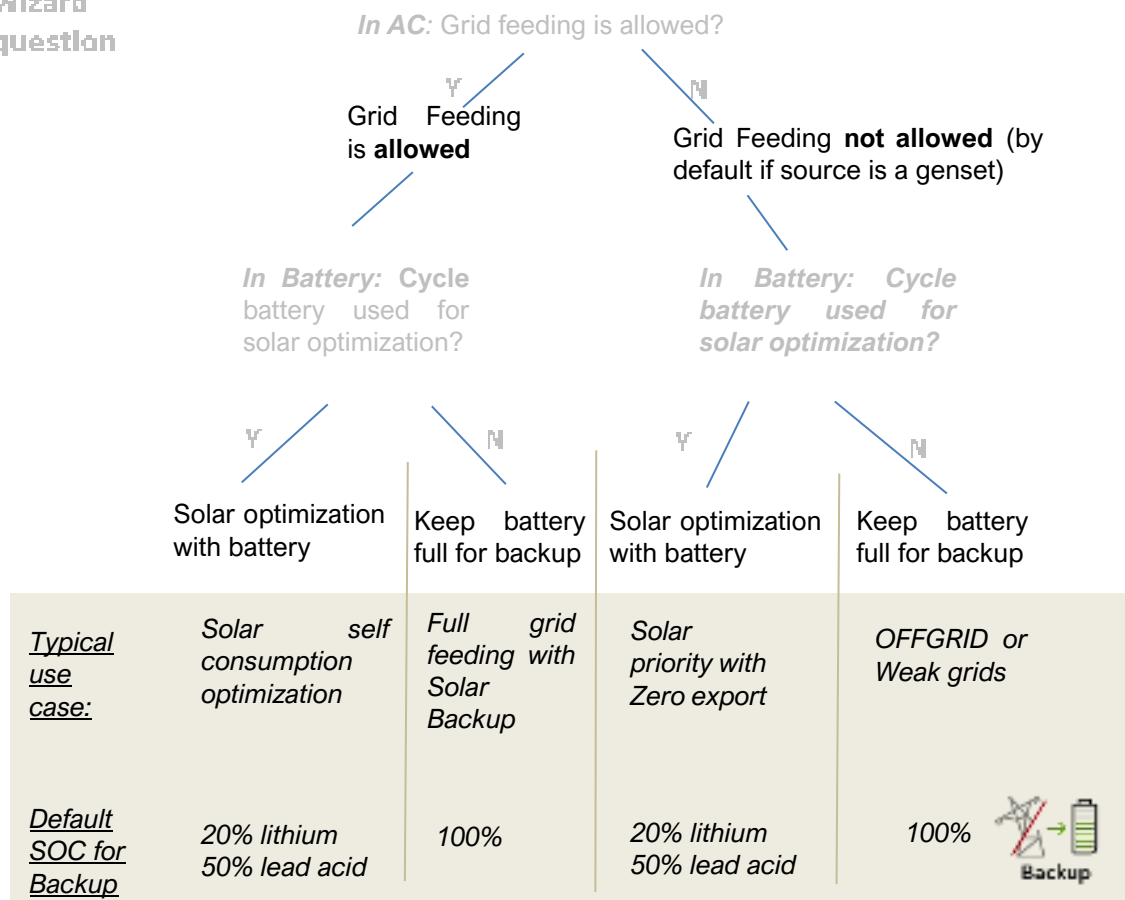 Wizard
question
In AC: Grid feeding is allowed?
Y
N
Grid Feeding
is allowed
Grid Feeding not allowed (by
default if source is a genset)
In Battery: Cycle
battery used for
solar optimization?
In Battery: Cycle
battery used for
solar optimization?
Y
N
Y
N
Solar optimization
with battery
Keep battery
full for backup
Solar optimization
with battery
Keep battery
full for backup
Typical
use
case:
Solar self
consumption
optimization
Full grid
feeding with
Solar
Backup
Solar
priority with
Zero export
OFFGRID or
Weak grids
Default
SOC for
Backup
20% lithium
50% lead acid
100%
20% lithium
50% lead acid
100%
Backup